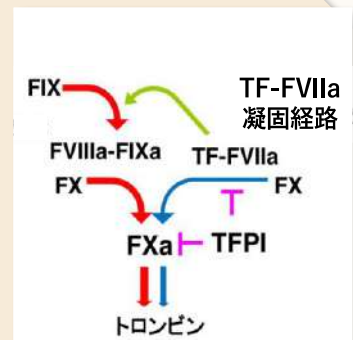 TF-FVIIa
凝固経路
FIX
FVIIIa-FIXa
TF-FVIIa
FX
FX
FXa
TFPI
トロンビン